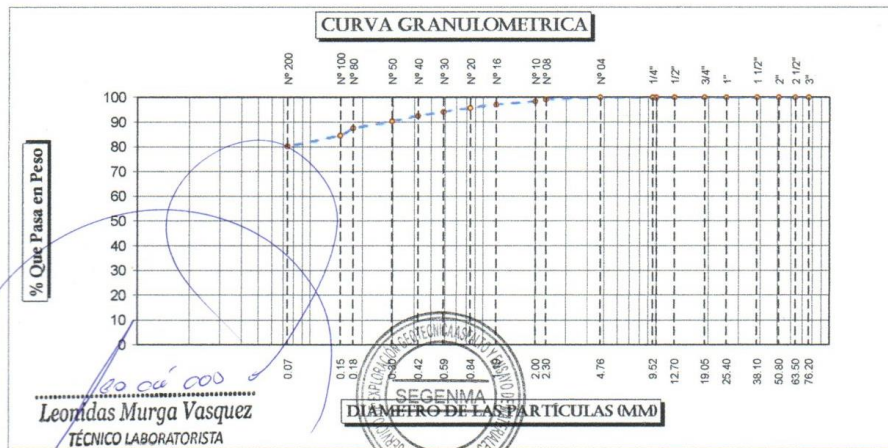 CURVA GRANULOMETRICA
Nº 200
Nº 100
Nº 80
Nº 50
Nº 40
Nº 30
Nº 20
Nº 16
Nº 10
Nº 08
Nº 04
1/4"
1/2"
3/4"
1"
1 1/2"
2"
2 1/2"
3"
% Que Pasa en Peso
100
90
80
70
60
50
40
30
20
10
0
0.07
0.15
0.18
0.30
0.42
0.59
0.84
2.00
2.30
4.76
9.52
12.70
19.05
25.40
38.10
50.80
63.50
76.20
DIAMETRO DE LAS PARTÍCULAS (MM)
SEGENMA
Leonidas Murga Vasquez
TÉCNICO LABORATORISTA